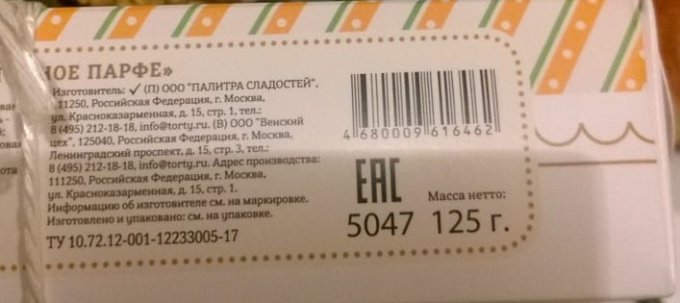 НОЕ ПАРФЕ»
Изготовитель: ✓ (П) ООО "ПАЛИТРА СЛАДОСТЕЙ",
111250, Российская Федерация, г. Москва,
ул. Красноказарменная, д. 15, стр. 1, тел.:
8 (495) 212-18-18, info@torty.ru. (В) ООО "Венский
цех", 125040, Российская Федерация, г. Москва,
Ленинградский проспект, д. 15, стр. 3, тел.:
8 (495) 212-18-18, info@torty.ru. Адрес производства:
111250, Российская Федерация, г. Москва,
ул. Красноказарменная, д. 15, стр. 1.
Информацию об изготовителе см. на маркировке.
Изготовлено и упаковано: см. на упаковке.
ТУ 10.72.12-001-12233005-17
4 680009 616462
EAC
Масса нетто:
5047 125 г.